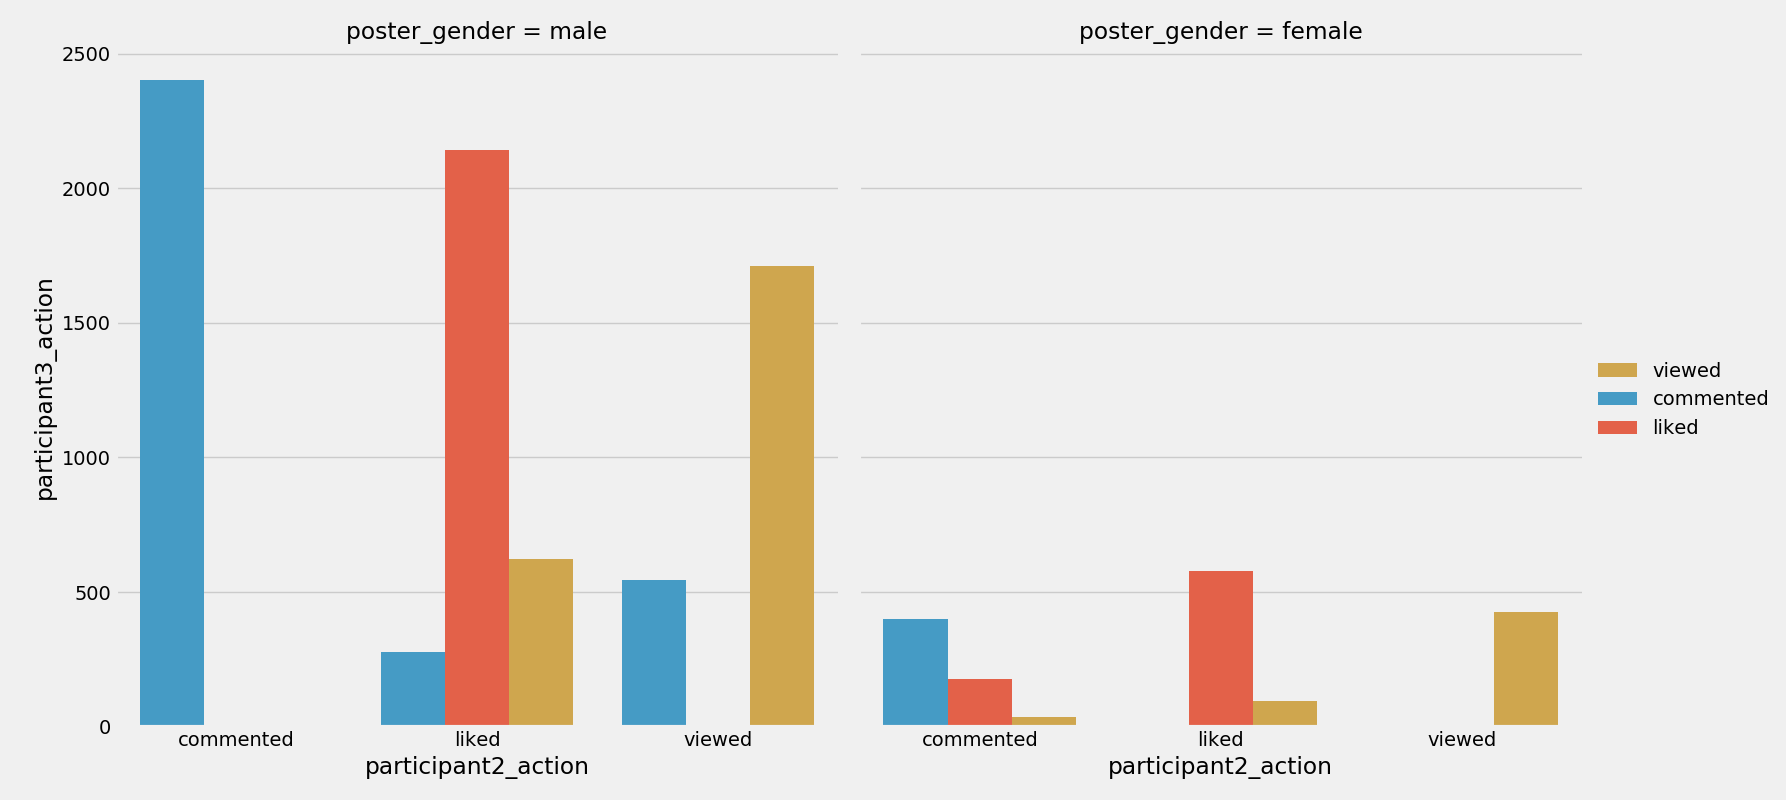 poster_gender = male
poster_gender = female
participant3_action
2500
2000
1500
1000
500
0
commented
liked
viewed
participant2_action
commented
liked
viewed
participant2_action
viewed
commented
liked